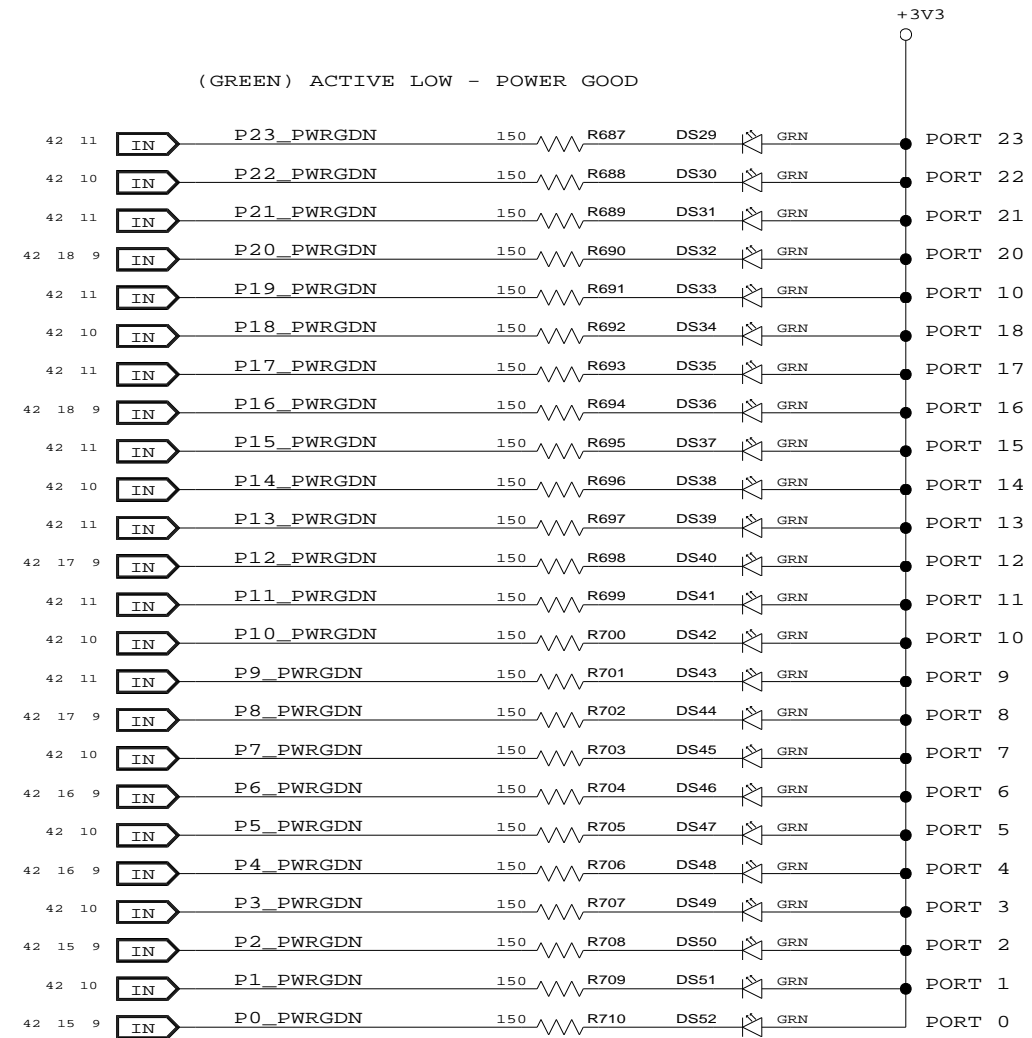 +3V3
(GREEN) ACTIVE LOW - POWER GOOD
42 11 IN P23_PWRGDN 150 R687 DS29 GRN PORT 23
42 10 IN P22_PWRGDN 150 R688 DS30 GRN PORT 22
42 11 IN P21_PWRGDN 150 R689 DS31 GRN PORT 21
42 18 9 IN P20_PWRGDN 150 R690 DS32 GRN PORT 20
42 11 IN P19_PWRGDN 150 R691 DS33 GRN PORT 10
42 10 IN P18_PWRGDN 150 R692 DS34 GRN PORT 18
42 11 IN P17_PWRGDN 150 R693 DS35 GRN PORT 17
42 18 9 IN P16_PWRGDN 150 R694 DS36 GRN PORT 16
42 11 IN P15_PWRGDN 150 R695 DS37 GRN PORT 15
42 10 IN P14_PWRGDN 150 R696 DS38 GRN PORT 14
42 11 IN P13_PWRGDN 150 R697 DS39 GRN PORT 13
42 17 9 IN P12_PWRGDN 150 R698 DS40 GRN PORT 12
42 11 IN P11_PWRGDN 150 R699 DS41 GRN PORT 11
42 10 IN P10_PWRGDN 150 R700 DS42 GRN PORT 10
42 11 IN P9_PWRGDN 150 R701 DS43 GRN PORT 9
42 17 9 IN P8_PWRGDN 150 R702 DS44 GRN PORT 8
42 10 IN P7_PWRGDN 150 R703 DS45 GRN PORT 7
42 16 9 IN P6_PWRGDN 150 R704 DS46 GRN PORT 6
42 10 IN P5_PWRGDN 150 R705 DS47 GRN PORT 5
42 16 9 IN P4_PWRGDN 150 R706 DS48 GRN PORT 4
42 10 IN P3_PWRGDN 150 R707 DS49 GRN PORT 3
42 15 9 IN P2_PWRGDN 150 R708 DS50 GRN PORT 2
42 10 IN P1_PWRGDN 150 R709 DS51 GRN PORT 1
42 15 9 IN P0_PWRGDN 150 R710 DS52 GRN PORT 0